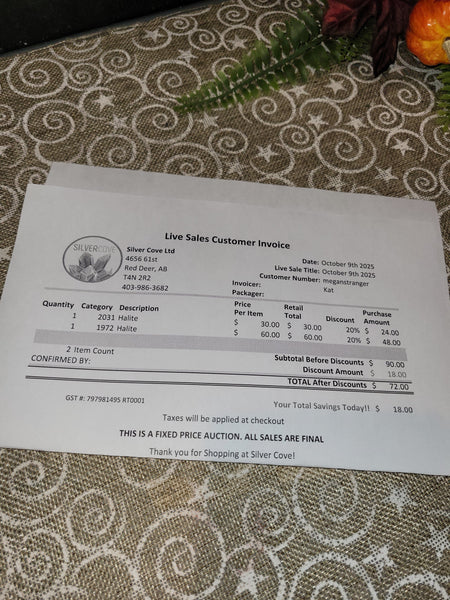 Live Sales Customer Invoice
SILVERCOVE
Silver Cove Ltd
4656 61st
Red Deer, AB
T4N 2R2
403-986-3682
Date: October 9th 2025
Live Sale Title: October 9th 2025
Customer Number: meganstranger
Invoicer: Kat
Packager:
Quantity Category Description Price Per Item Retail Total Discount Purchase Amount
1 2031 Halite $ 30.00 $ 30.00 20% $ 24.00
1 1972 Halite $ 60.00 $ 60.00 20% $ 48.00
2 Item Count
Subtotal Before Discounts $ 90.00
CONFIRMED BY:
Discount Amount $ 18.00
TOTAL After Discounts $ 72.00
GST #: 797981495 RT0001
Your Total Savings Today!! $ 18.00
Taxes will be applied at checkout
THIS IS A FIXED PRICE AUCTION. ALL SALES ARE FINAL
Thank you for Shopping at Silver Cove!